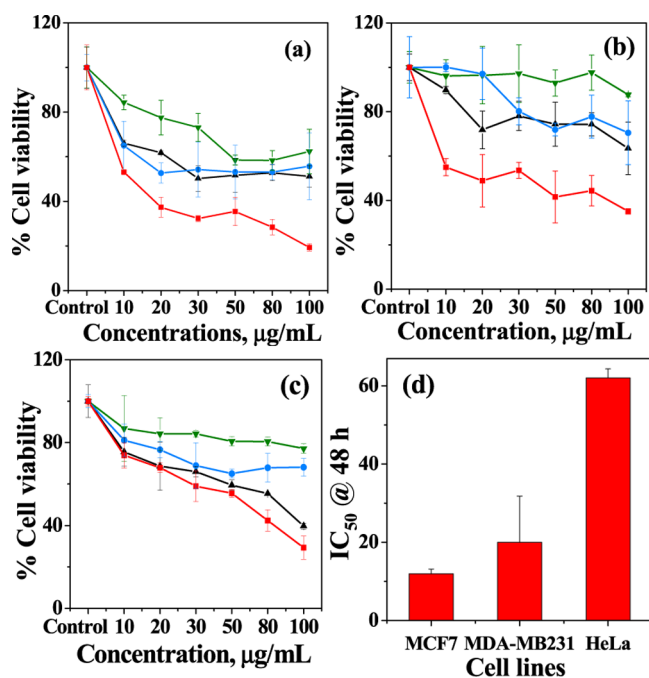 (a)
120
80
40
0
% Cell viability
Control 10 20 30 50 80 100
Concentrations, μg/mL
(b)
120
80
40
0
% Cell viability
Control 10 20 30 50 80 100
Concentration, μg/mL
(c)
120
80
40
0
% Cell viability
Control 10 20 30 50 80 100
Concentration, μg/mL
(d)
60
40
20
0
IC50 @ 48 h
MCF7 MDA-MB231 HeLa
Cell lines